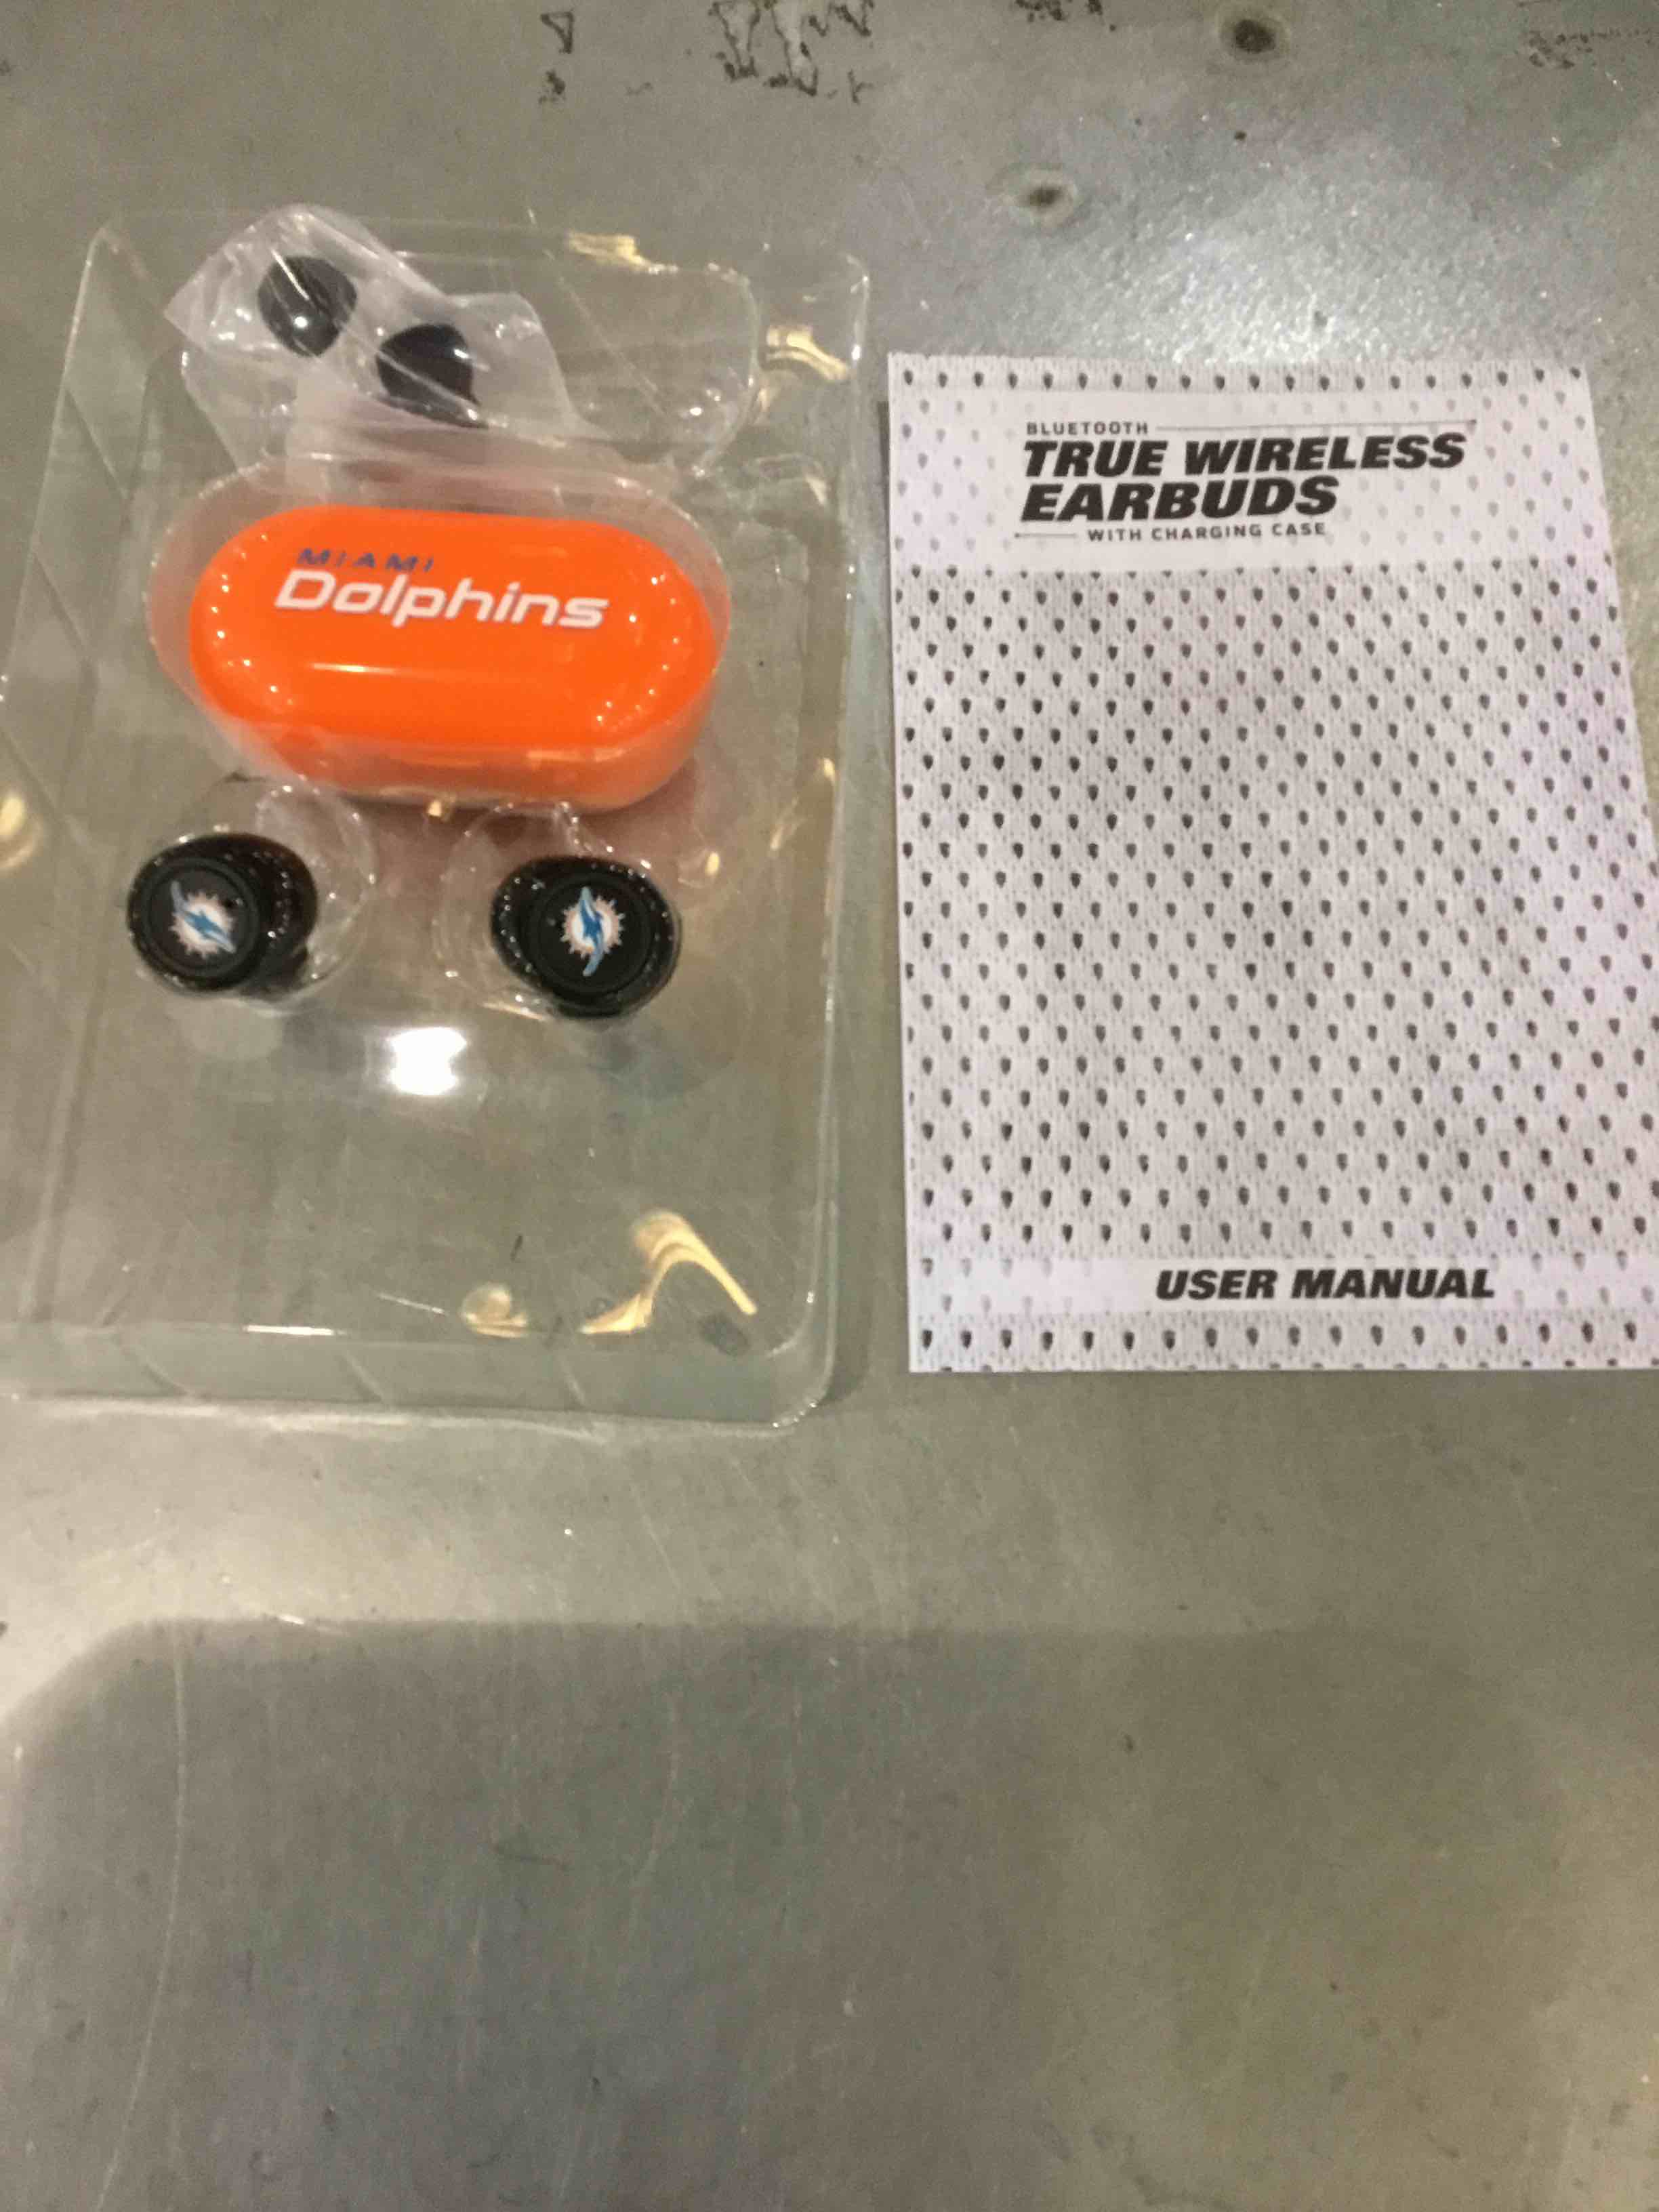 MIAMI
Dolphins
BLUETOOTH
TRUE WIRELESS
EARBUDS
WITH CHARGING CASE
USER MANUAL